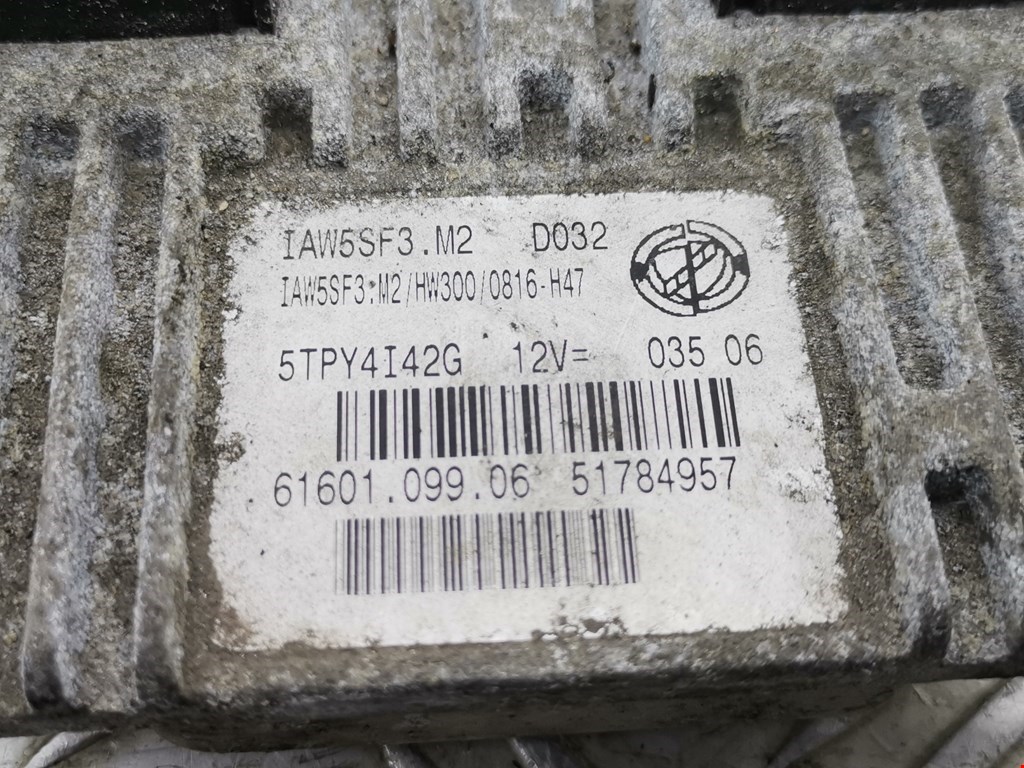 IAW5SF3.M2 D032
IAW5SF3.M2/HW300/0816-H47
5TPY4I42G 12V= 035 06
61601.099.06 51784957